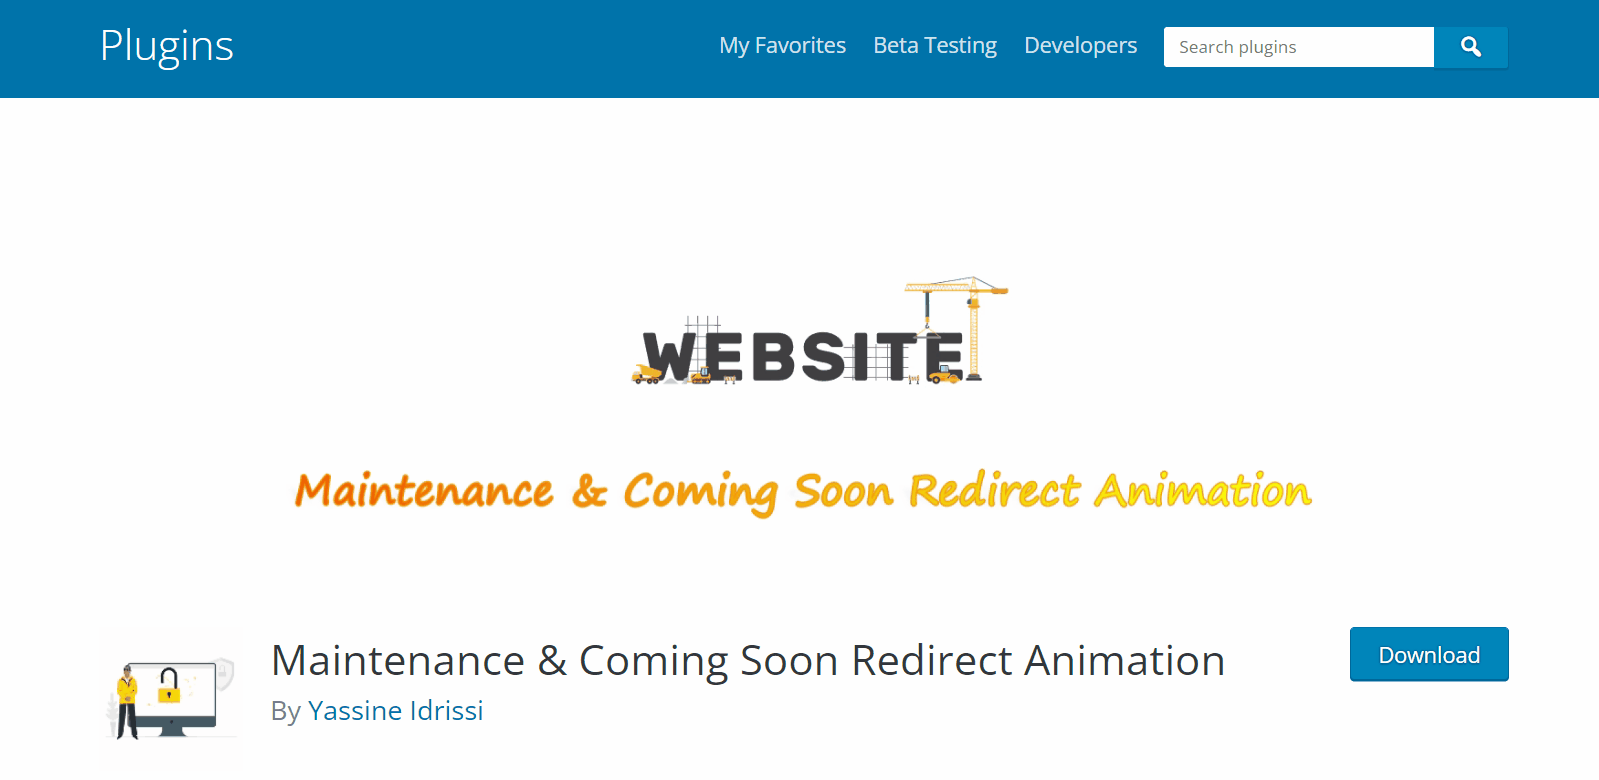 Plugins
My Favorites Beta Testing Developers Search plugins
WEBSITE
Maintenance & Coming Soon Redirect Animation
Maintenance & Coming Soon Redirect Animation
Download
By Yassine Idrissi